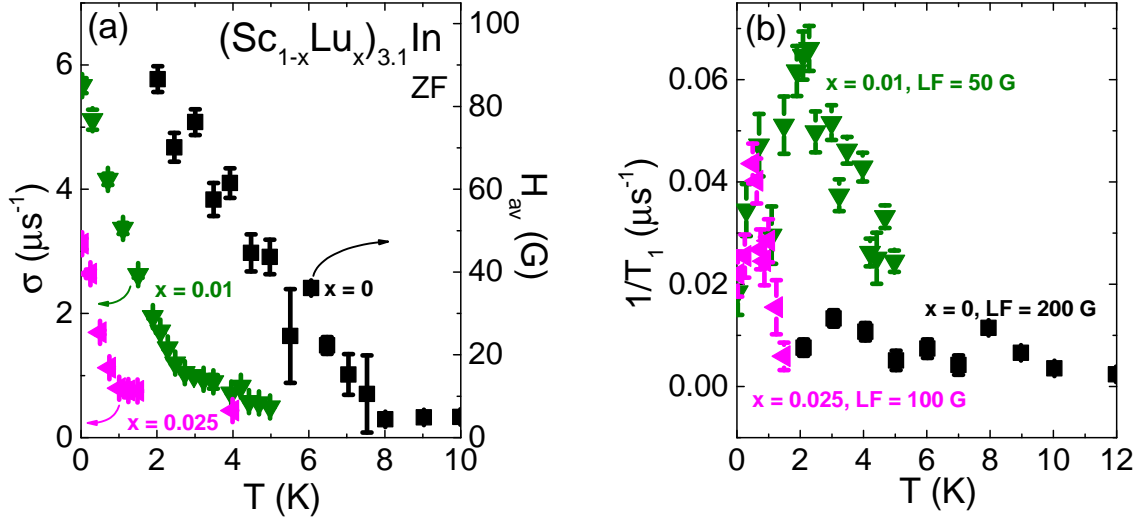 (a)
(Sc1-xLux)3.1In
ZF
x = 0
x = 0.01
x = 0.025
σ (μs-1)
0
2
4
6
Hav (G)
0
20
40
60
80
100
0 2 4 6 8 10
T (K)
(b)
x = 0.01, LF = 50 G
x = 0, LF = 200 G
x = 0.025, LF = 100 G
1/T1 (μs-1)
0.06
0.04
0.02
0.00
0 2 4 6 8 10 12
T (K)